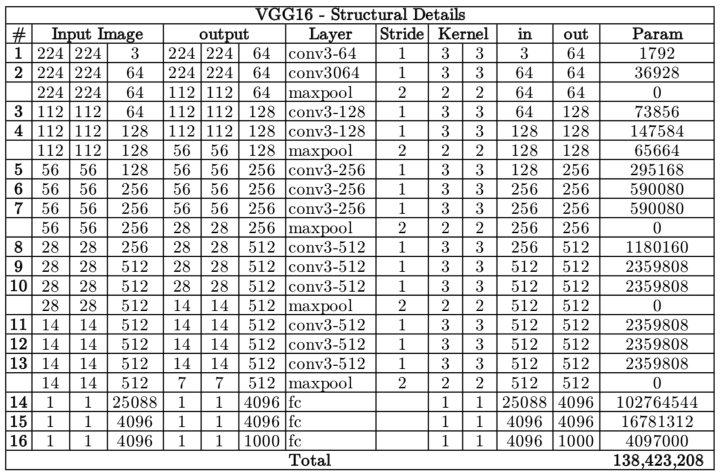 VGG16 - Structural Details
# Input Image output Layer Stride Kernel in out Param
1 224 224 3 224 224 64 conv3-64 1 3 3 3 64 1792
2 224 224 64 224 224 64 conv3064 1 3 3 64 64 36928
224 224 64 112 112 64 maxpool 2 2 2 64 64 0
3 112 112 64 112 112 128 conv3-128 1 3 3 64 128 73856
4 112 112 128 112 112 128 conv3-128 1 3 3 128 128 147584
112 112 128 56 56 128 maxpool 2 2 2 128 128 65664
5 56 56 128 56 56 256 conv3-256 1 3 3 128 256 295168
6 56 56 256 56 56 256 conv3-256 1 3 3 256 256 590080
7 56 56 256 56 56 256 conv3-256 1 3 3 256 256 590080
56 56 256 28 28 256 maxpool 2 2 2 256 256 0
8 28 28 256 28 28 512 conv3-512 1 3 3 256 512 1180160
9 28 28 512 28 28 512 conv3-512 1 3 3 512 512 2359808
10 28 28 512 28 28 512 conv3-512 1 3 3 512 512 2359808
28 28 512 14 14 512 maxpool 2 2 2 512 512 0
11 14 14 512 14 14 512 conv3-512 1 3 3 512 512 2359808
12 14 14 512 14 14 512 conv3-512 1 3 3 512 512 2359808
13 14 14 512 14 14 512 conv3-512 1 3 3 512 512 2359808
14 14 512 7 7 512 maxpool 2 2 2 512 512 0
14 1 1 25088 1 1 4096 fc 1 1 25088 4096 102764544
15 1 1 4096 1 1 4096 fc 1 1 4096 4096 16781312
16 1 1 4096 1 1 1000 fc 1 1 4096 1000 4097000
Total 138,423,208